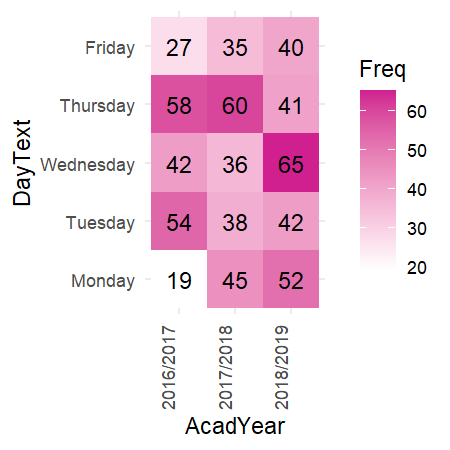 Friday 27 35 40
Thursday 58 60 41
Wednesday 42 36 65
Tuesday 54 38 42
Monday 19 45 52
2016/2017 2017/2018 2018/2019
AcadYear
DayText
Freq
60
50
40
30
20